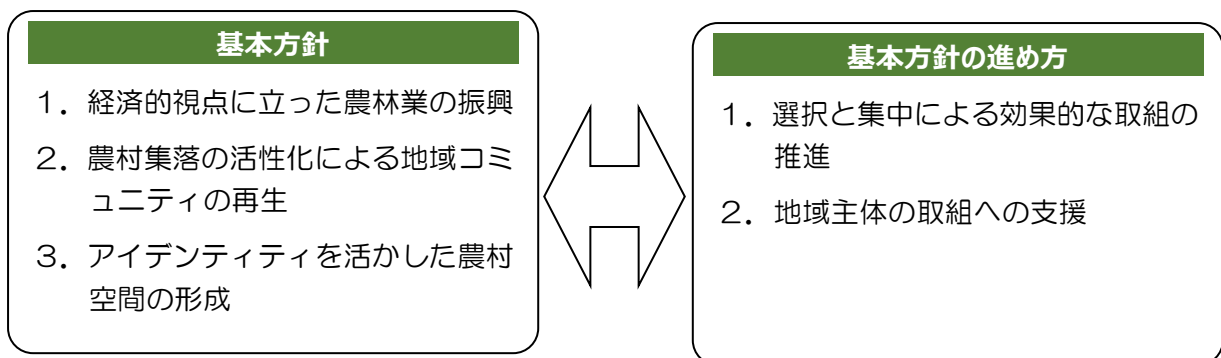 基本方針
1．経済的視点に立った農林業の振興
2．農村集落の活性化による地域コミ
ュニティの再生
3．アイデンティティを活かした農村
空間の形成
基本方針の進め方
1．選択と集中による効果的な取組の
推進
2．地域主体の取組への支援